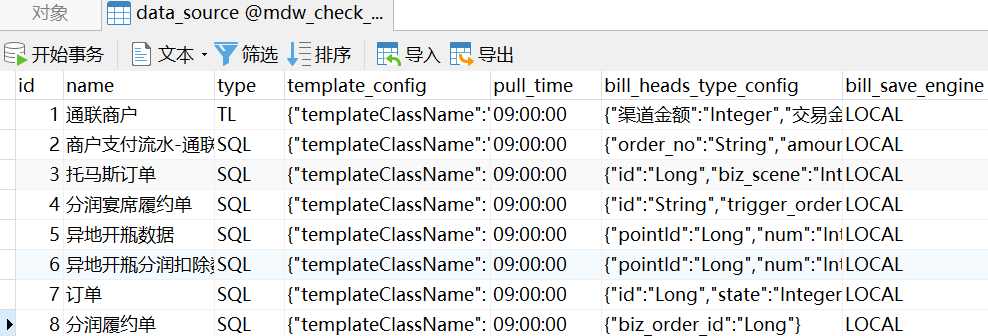 对象 data_source @mdw_check_...
开始事务 文本 筛选 排序 导入 导出
id name type template_config pull_time bill_heads_type_config bill_save_engine
1 通联商户 TL {"templateClassName":" 09:00:00 {"渠道金额":"Integer","交易金 LOCAL
2 商户支付流水-通联 SQL {"templateClassName":" 09:00:00 {"order_no":"String","amour LOCAL
3 托马斯订单 SQL {"templateClassName": 09:00:00 {"id":"Long","biz_scene":"Int LOCAL
4 分润宴席履约单 SQL {"templateClassName": 09:00:00 {"id":"String","trigger_order LOCAL
5 异地开瓶数据 SQL {"templateClassName": 09:00:00 {"pointId":"Long","num":"Int LOCAL
6 异地开瓶分润扣除 SQL {"templateClassName": 09:00:00 {"pointId":"Long","num":"Int LOCAL
7 订单 SQL {"templateClassName": 09:00:00 {"id":"Long","state":"Integer LOCAL
8 分润履约单 SQL {"templateClassName": 09:00:00 {"biz_order_id":"Long"} LOCAL